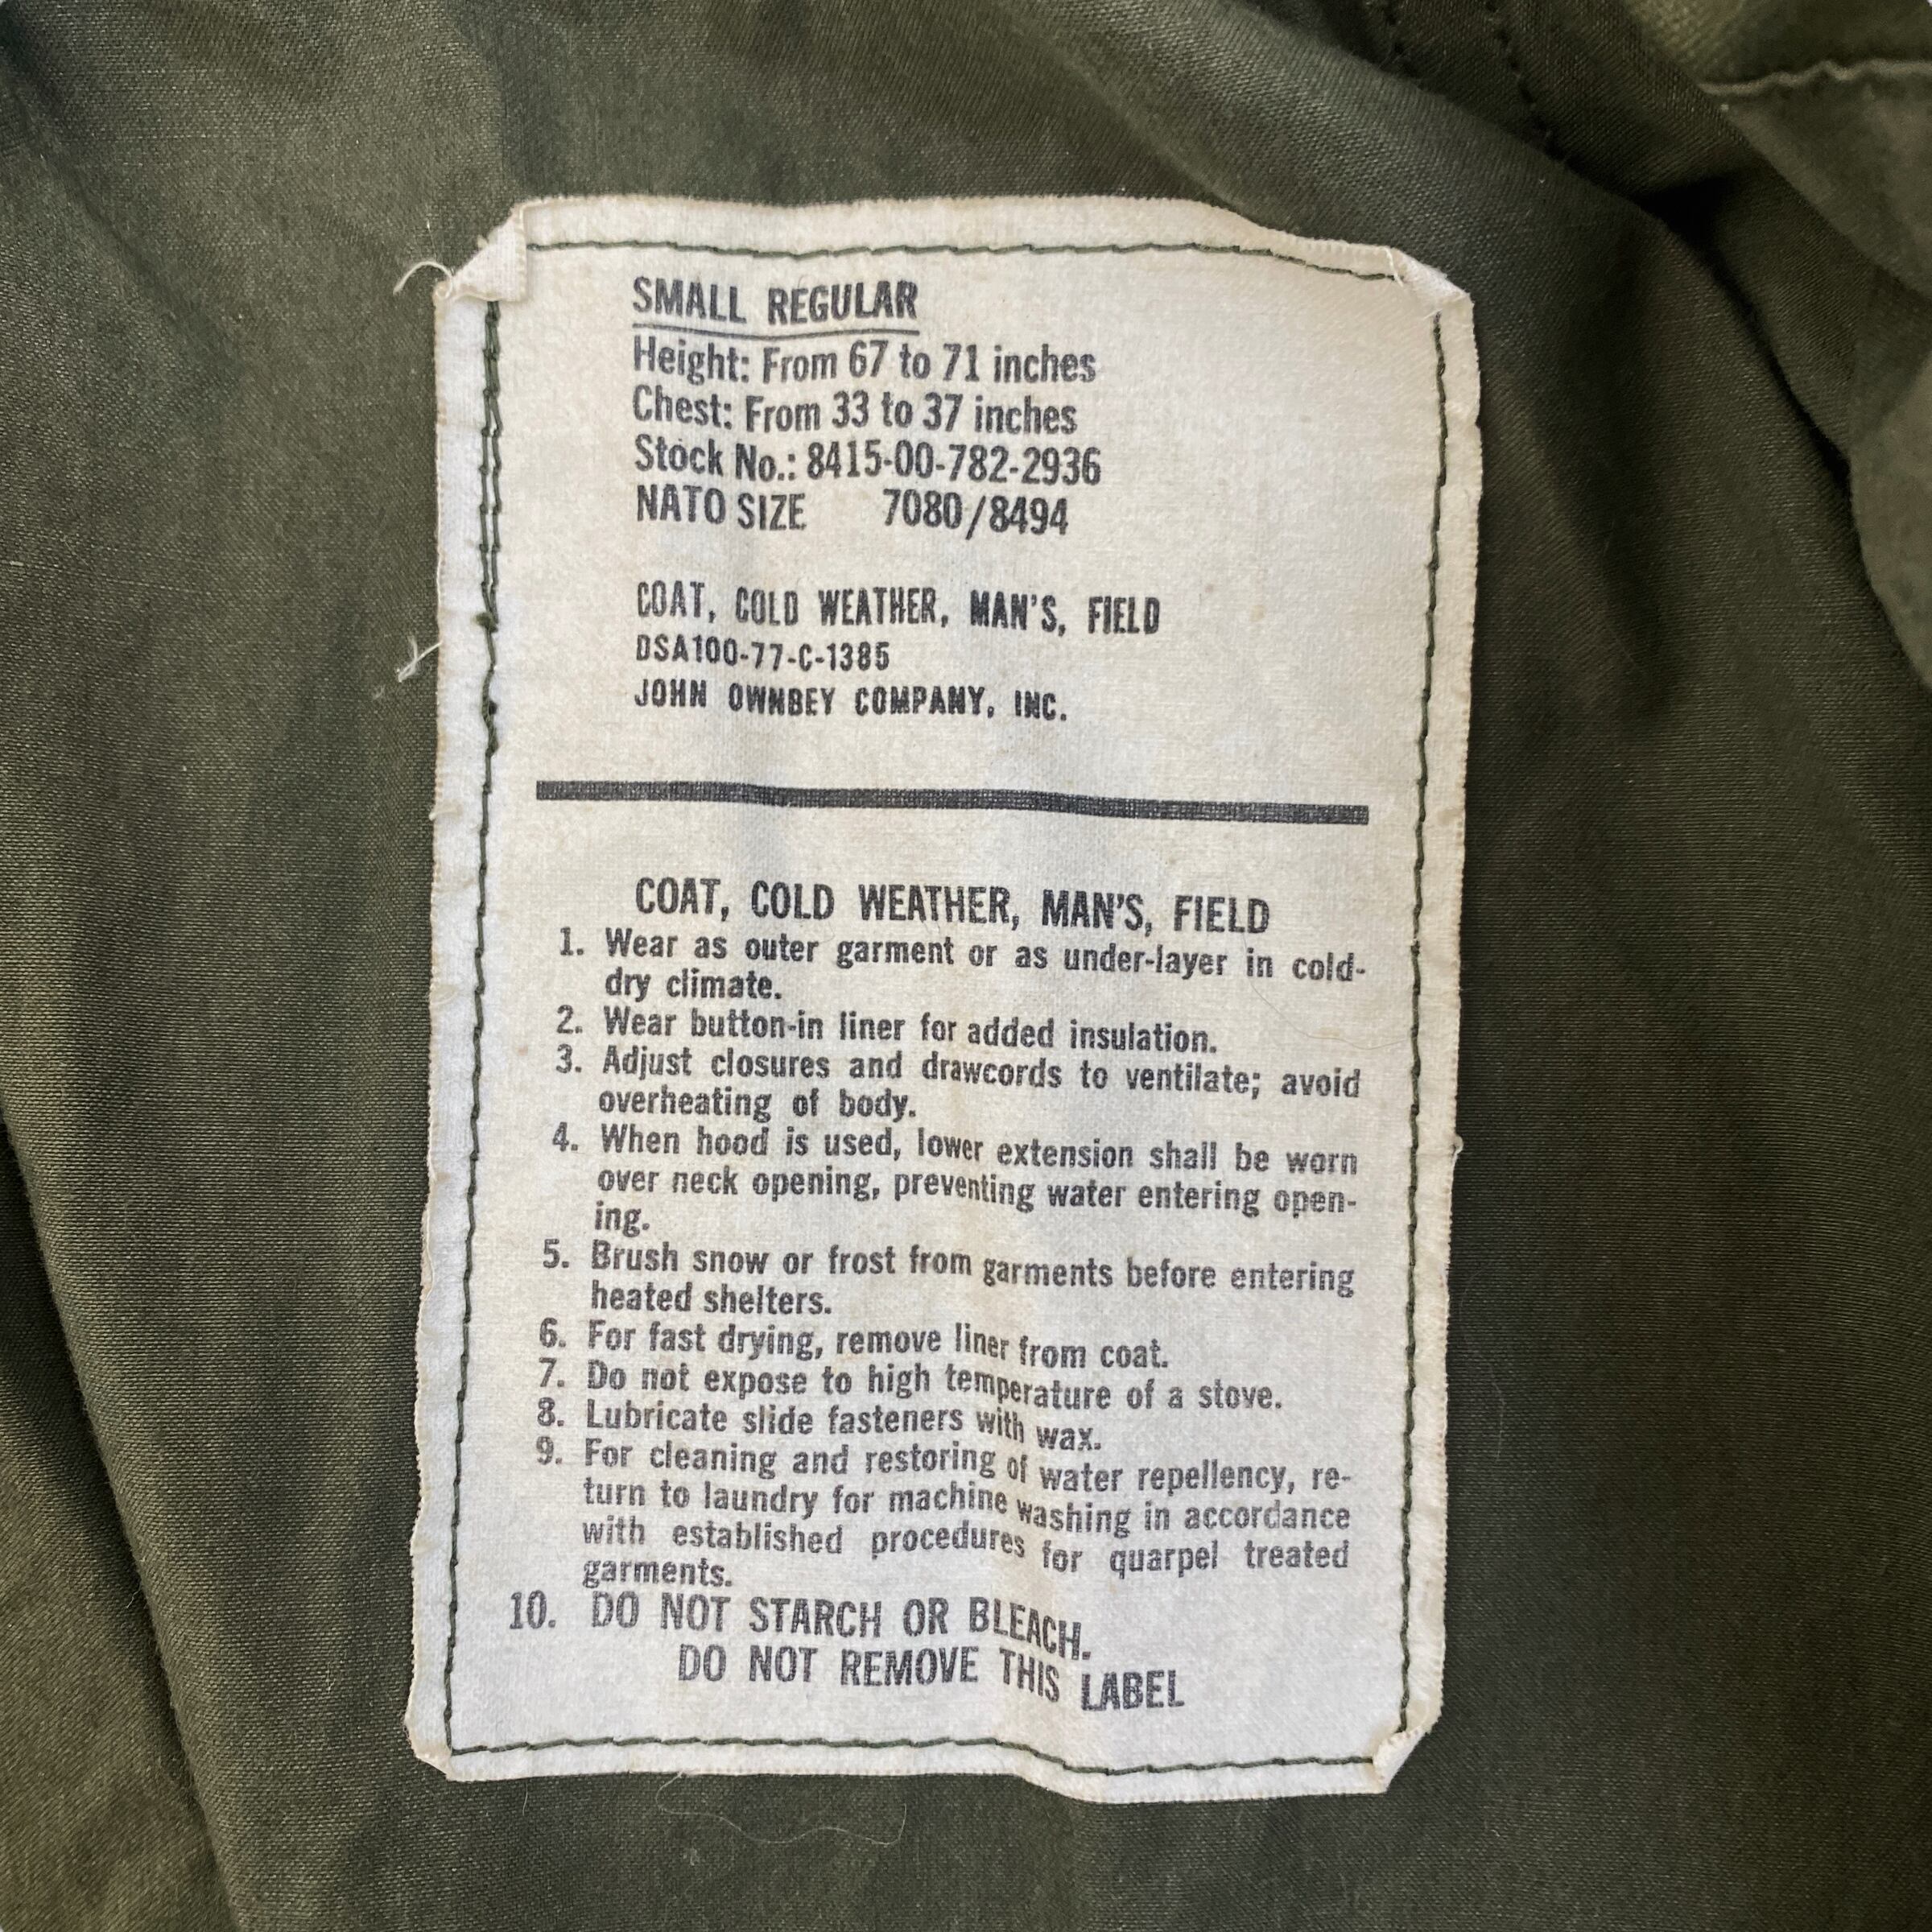 SMALL REGULAR
Height: From 67 to 71 inches
Chest: From 33 to 37 inches
Stock No.: 8415-00-782-2936
NATO SIZE 7080/8494
COAT, COLD WEATHER, MAN'S, FIELD
DSA100-77-C-1385
JOHN OWNBEY COMPANY, INC.
COAT, COLD WEATHER, MAN'S, FIELD
1. Wear as outer garment or as under-layer in cold-
dry climate.
2. Wear button-in liner for added insulation.
3. Adjust closures and drawcords to ventilate; avoid
overheating of body.
4. When hood is used, lower extension shall be worn
over neck opening, preventing water entering open-
ing.
5. Brush snow or frost from garments before entering
heated shelters.
6. For fast drying, remove liner from coat.
7. Do not expose to high temperature of a stove.
8. Lubricate slide fasteners with wax.
9. For cleaning and restoring of water repellency, re-
turn to laundry for machine washing in accordance
with established procedures for quarpel treated
garments.
10. DO NOT STARCH OR BLEACH.
DO NOT REMOVE THIS LABEL